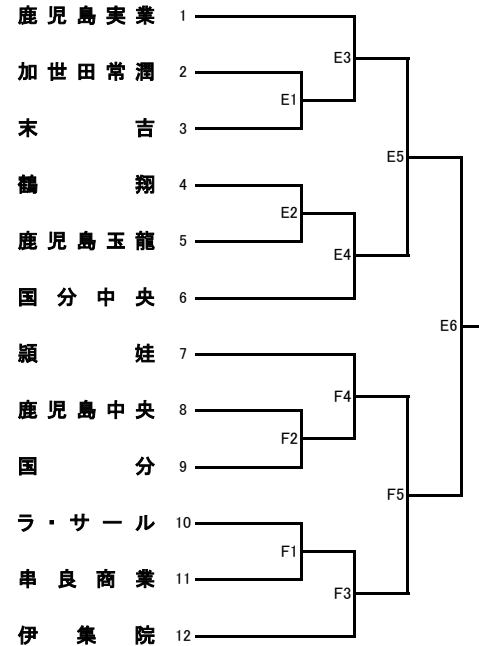 鹿児島実業 1
E3
加世田常潤 2
E1
末吉 3
E5
鶴翔 4
E2
鹿児島玉龍 5
E4
国分中央 6
E6
頴娃 7
F4
鹿児島中央 8
F2
国分 9
F5
ラ・サール 10
F1
串良商業 11
F3
伊集院 12